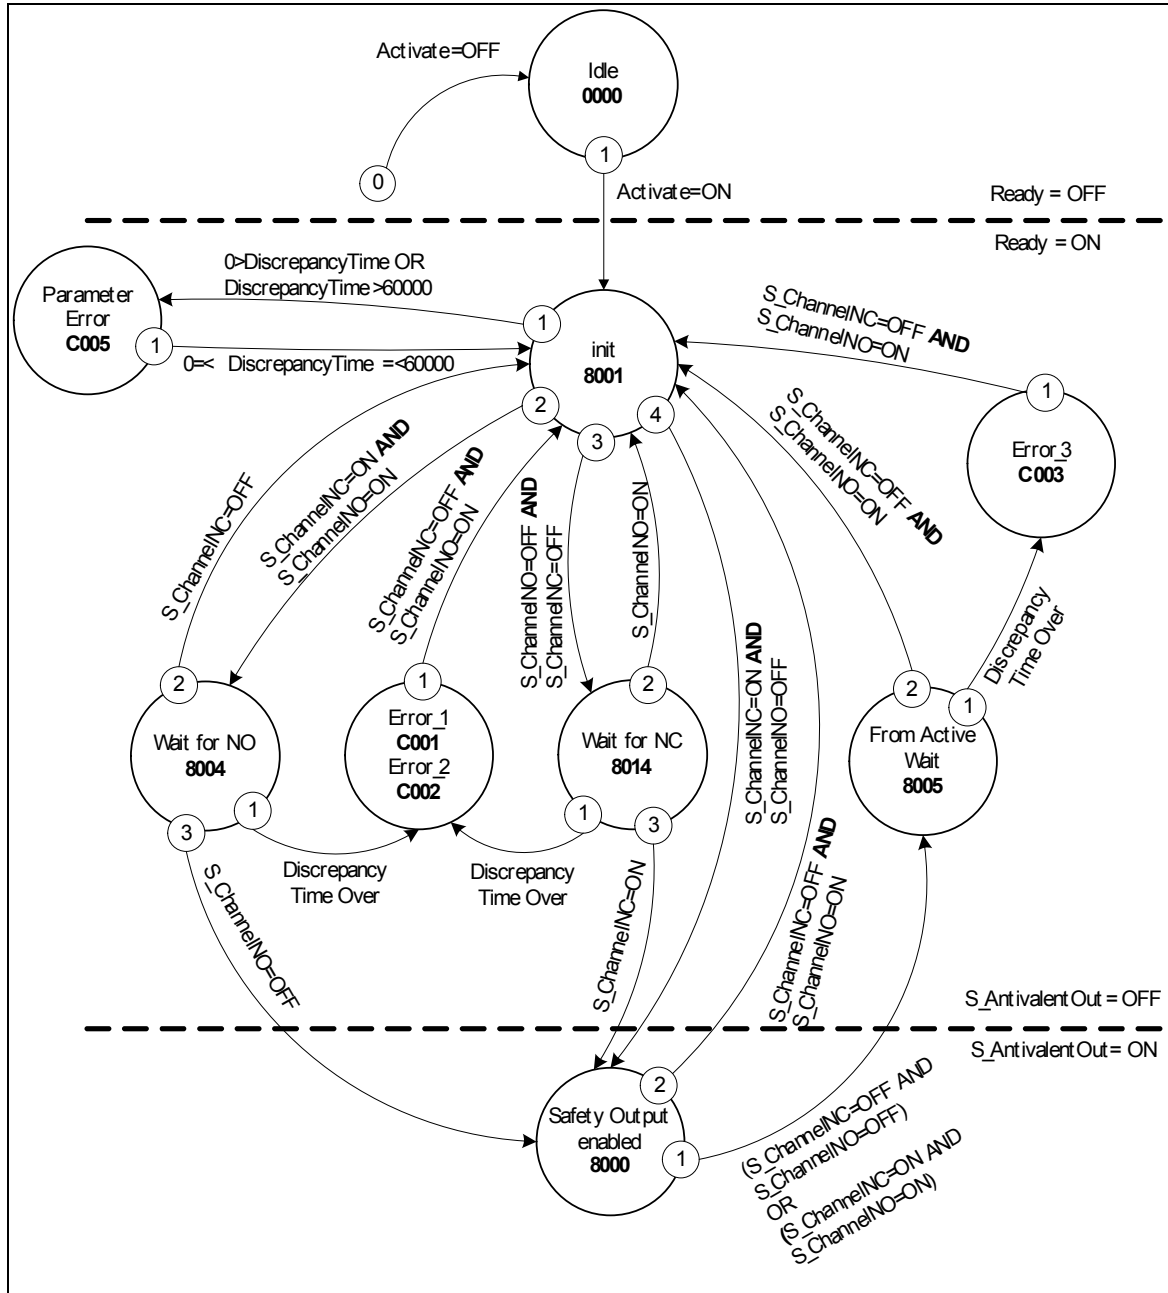 Activate=OFF
Idle
0000
1
0
Activate=ON
Ready = OFF
Ready = ON
0>DiscrepancyTime OR
DiscrepancyTime >60000
Parameter
Error
C005
1
0=< DiscrepancyTime =<60000
1
init
8001
2
3
4
S_ChannelNC=OFF AND
S_ChannelNO=ON
1
Error_3
C003
S_ChannelNC=OFF
S_ChannelNC=ON AND
S_ChannelNO=ON
S_ChannelNC=OFF AND
S_ChannelNO=ON
S_ChannelNO=OFF AND
S_ChannelNC=OFF
S_ChannelNO=ON
S_ChannelNC=ON AND
S_ChannelNO=OFF
S_ChannelNC=OFF AND
S_ChannelNO=ON
Discrepancy
Time Over
2
Wait for NO
8004
1
3
1
Error_1
C001
Error_2
C002
2
Wait for NC
8014
1
3
2
1
From Active
Wait
8005
Discrepancy
Time Over
Discrepancy
Time Over
S_ChannelNO=OFF
S_ChannelNC=ON
S_ChannelNC=OFF AND
S_ChannelNO=ON
S_AntivalentOut = OFF
S_AntivalentOut = ON
2
Safety Output
enabled
8000
1
(S_ChannelNC=OFF AND
S_ChannelNO=OFF)
OR
(S_ChannelNC=ON AND
S_ChannelNO=ON)